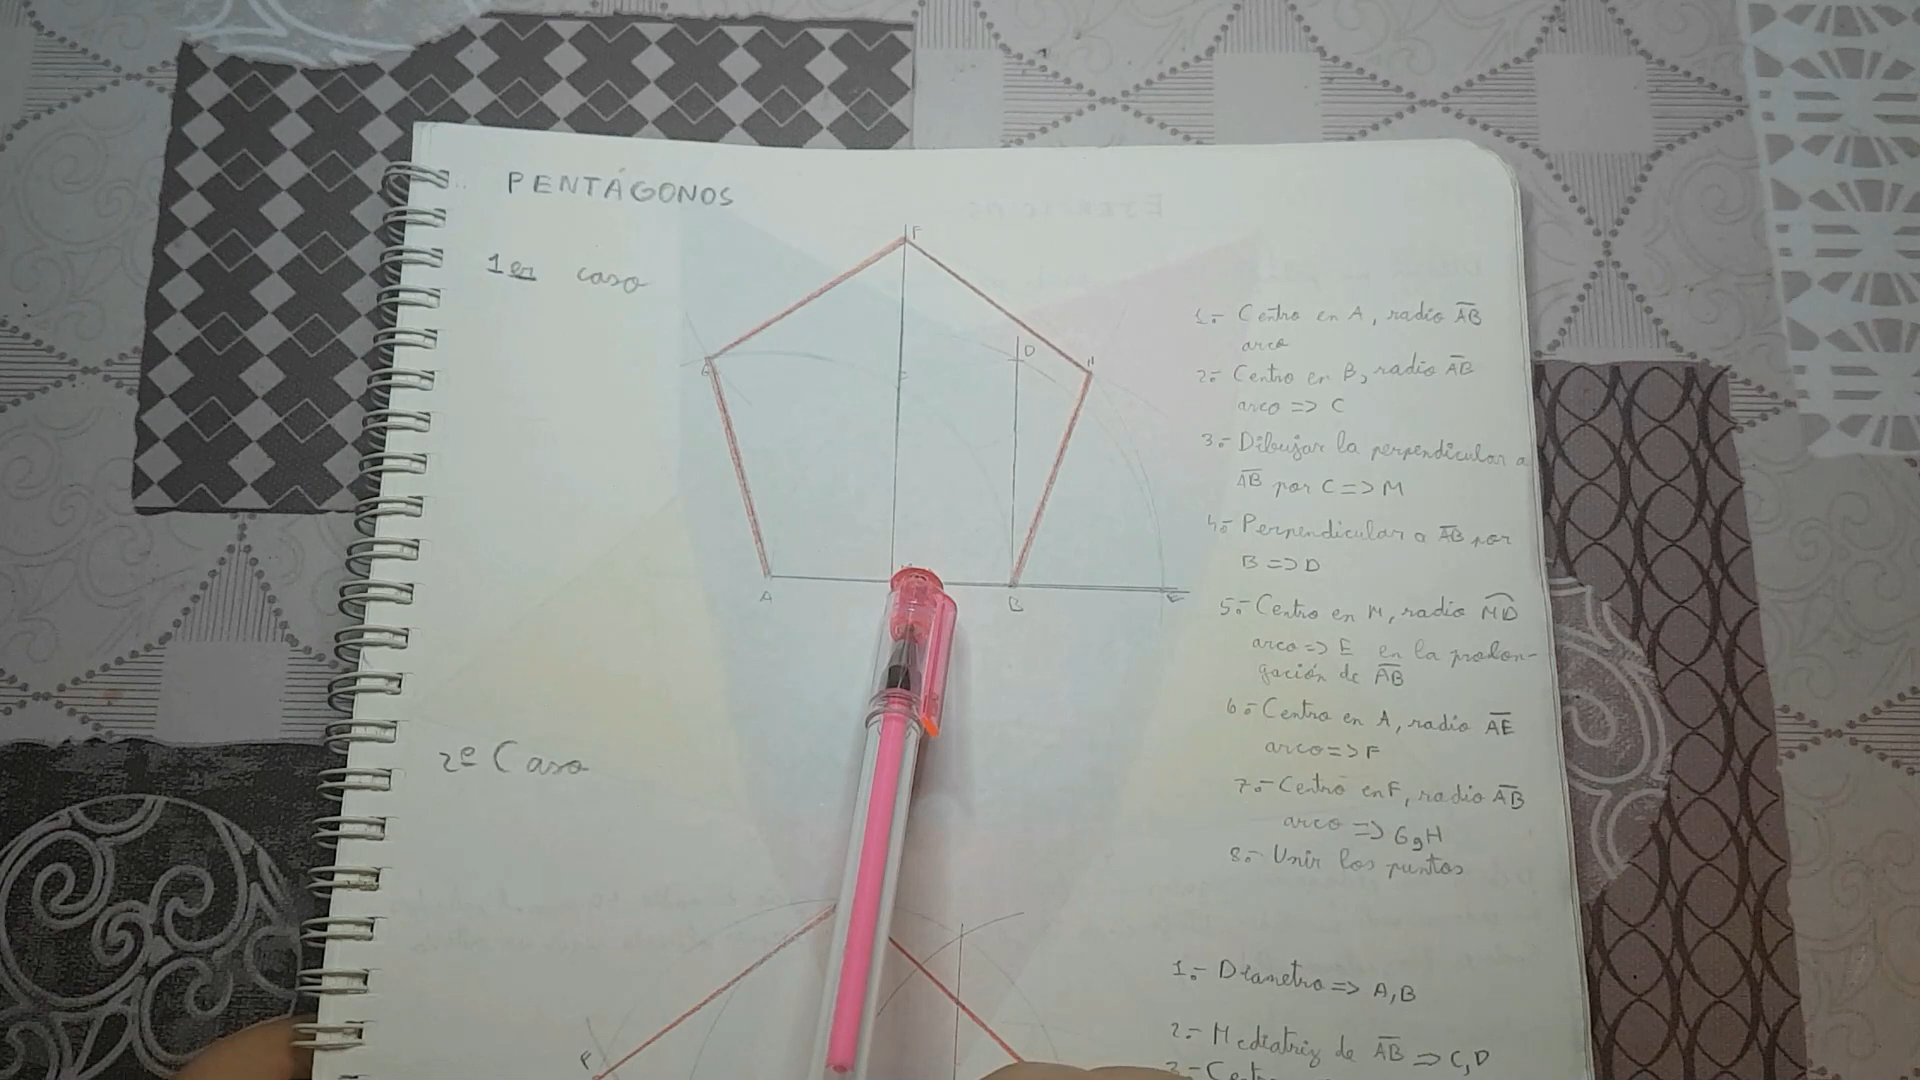 PENTÁGONOS
1er caso
F
D
H
G
C
A
B
E
1.- Centro en A, radio AB
arco
2.- Centro en B, radio AB
arco => C
3.- Dibujar la perpendicular a
AB por C => M
4.- Perpendicular a AB por
B => D
5.- Centro en M, radio MD
arco => E en la prolon-
gación de AB
6.- Centro en A, radio AE
arco => F
7.- Centro en F, radio AB
arco => G y H
8.- Unir los puntos
2º Caso
F
1.- Diametro => A, B
2.- Mediatriz de AB => C, D